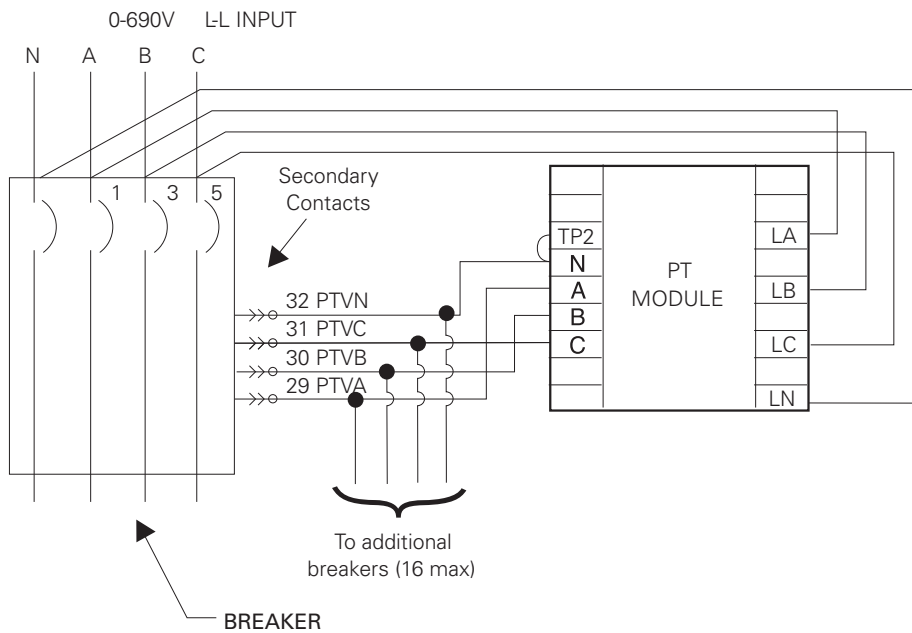 0-690V L-L INPUT
N A B C
1 3 5
Secondary
Contacts
32 PTVN
31 PTVC
30 PTVB
29 PTVA
TP2
N
A
B
C
PT
MODULE
LA
LB
LC
LN
To additional
breakers (16 max)
BREAKER